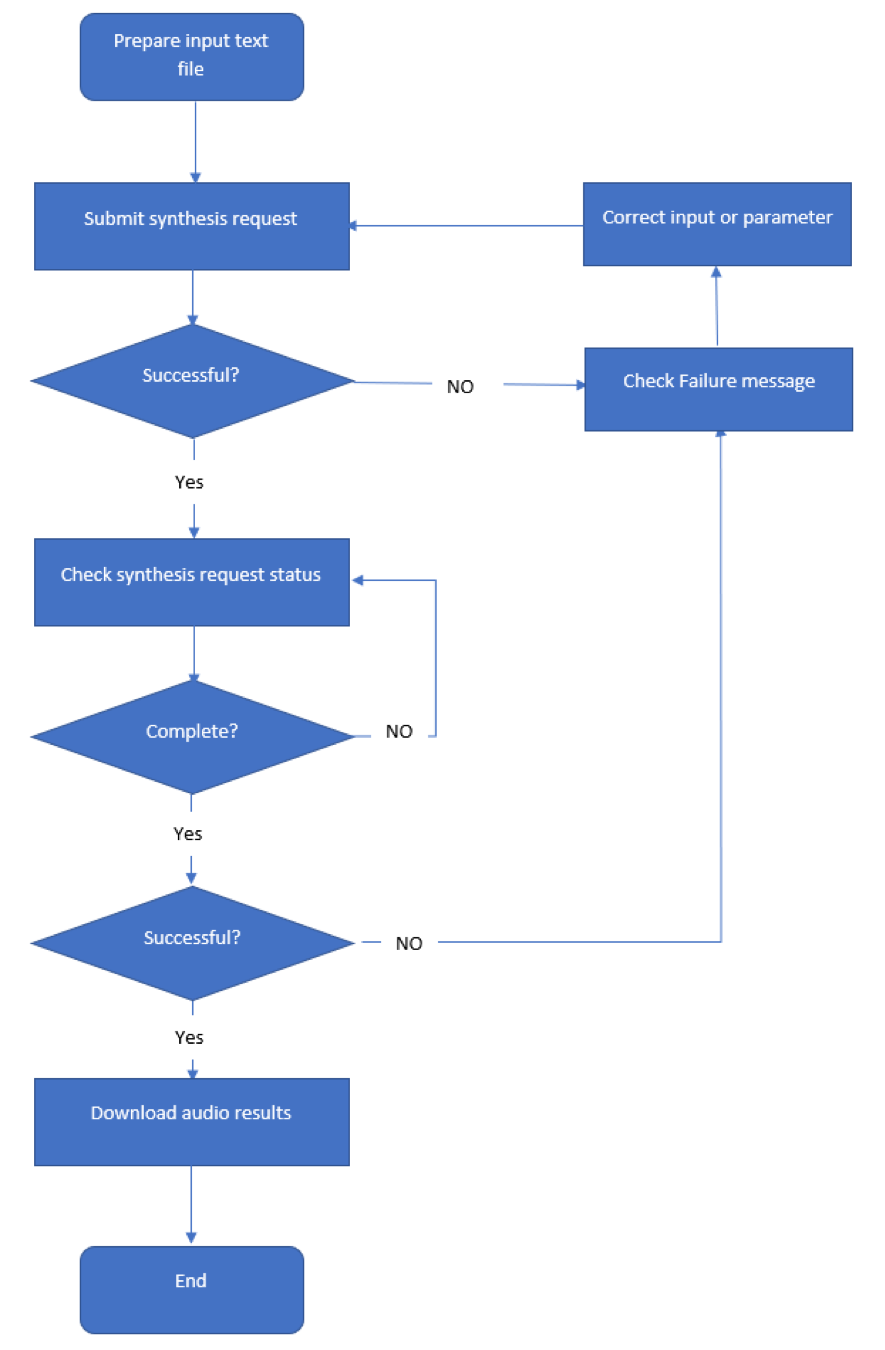 Prepare input text
file
Submit synthesis request
Correct input or parameter
Successful?
NO
Check Failure message
Yes
Check synthesis request status
Complete?
NO
Yes
Successful?
NO
Yes
Download audio results
End